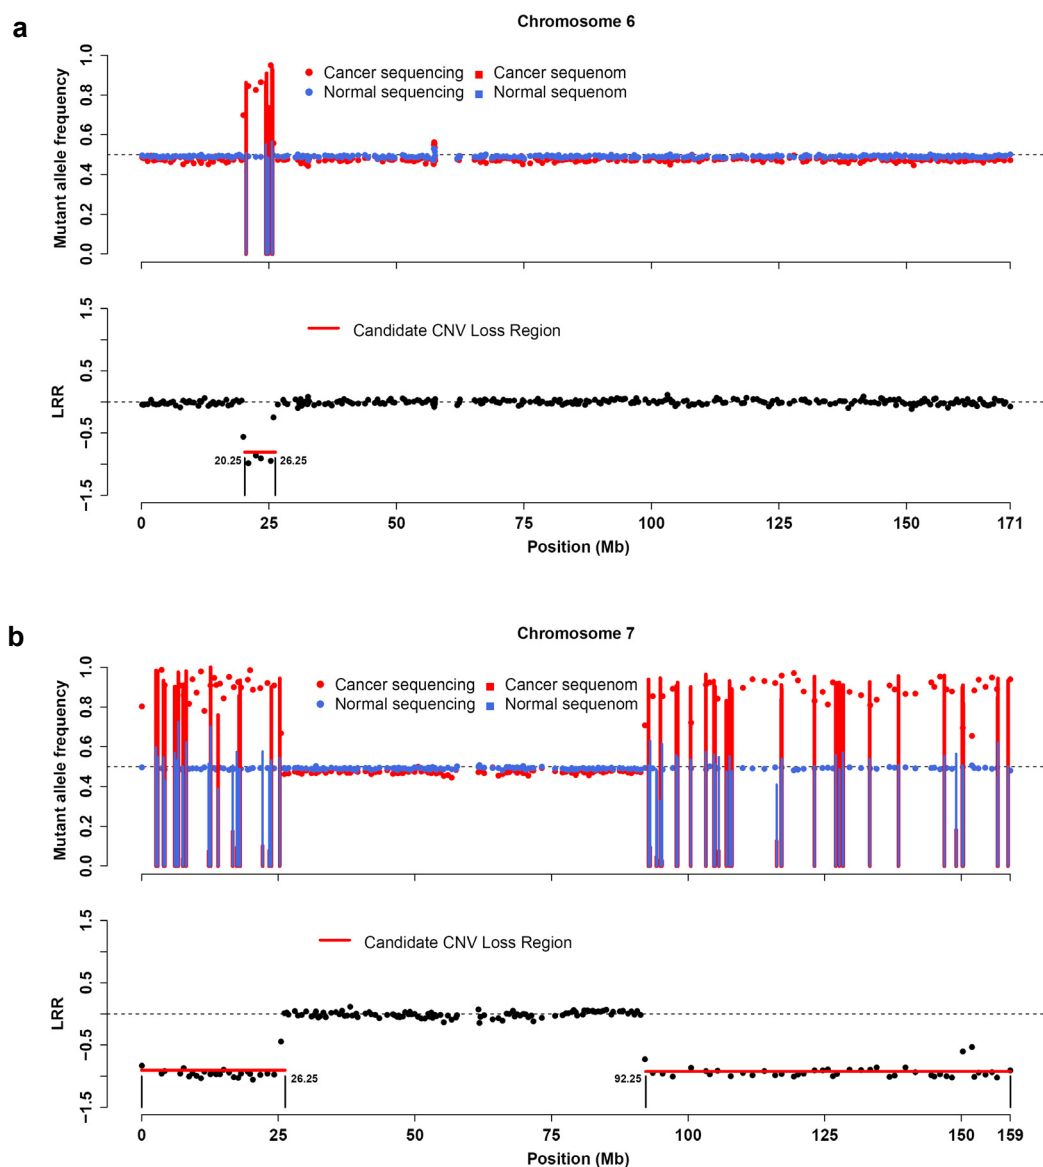 a
Chromosome 6
Mutant allele frequency
1.0
0.8
0.6
0.4
0.2
0.0
Cancer sequencing
Cancer sequenom
Normal sequencing
Normal sequenom
LRR
1.5
0.5
−0.5
−1.5
Candidate CNV Loss Region
20.25
26.25
0 25 50 75 100 125 150 171
Position (Mb)
b
Chromosome 7
Mutant allele frequency
1.0
0.8
0.6
0.4
0.2
0.0
Cancer sequencing
Cancer sequenom
Normal sequencing
Normal sequenom
LRR
1.5
0.5
−0.5
−1.5
Candidate CNV Loss Region
26.25
92.25
0 25 50 75 100 125 150 159
Position (Mb)